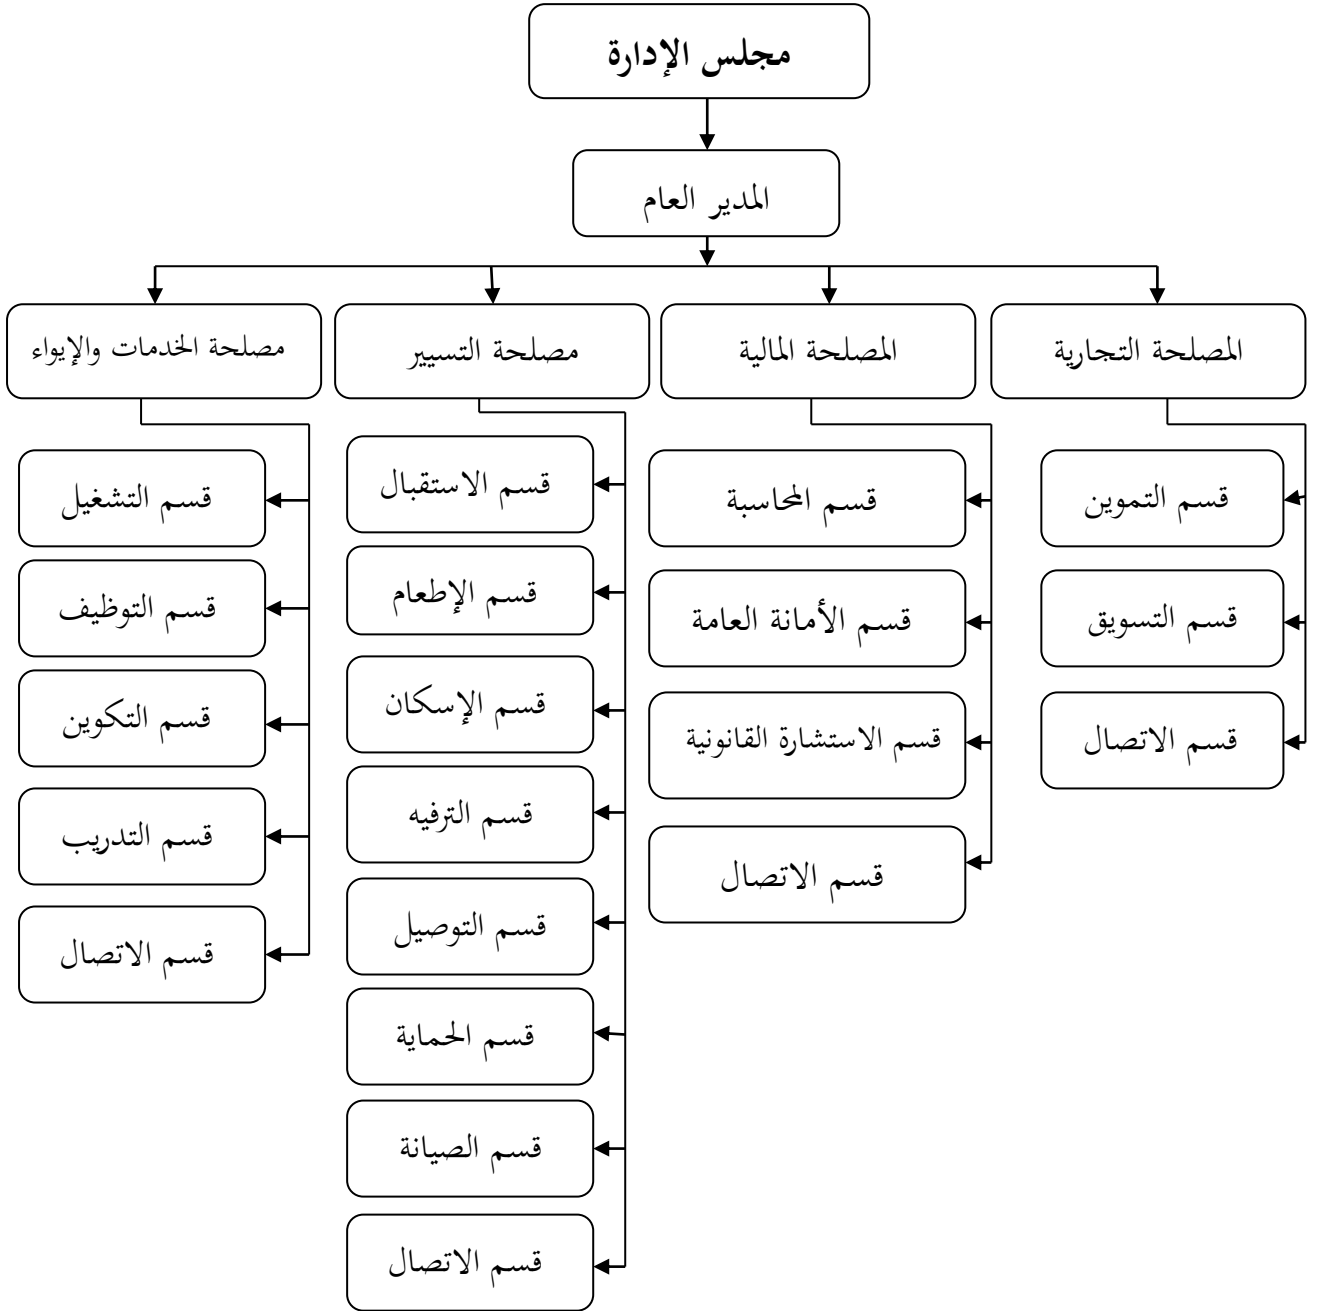 مجلس الإدارة
المدير العام
المصلحة التجارية
المصلحة المالية
مصلحة التسيير
مصلحة الخدمات والإيواء
قسم التموين
قسم التسويق
قسم الاتصال
قسم المحاسبة
قسم الأمانة العامة
قسم الاستشارة القانونية
قسم الاتصال
قسم الاستقبال
قسم الإطعام
قسم الإسكان
قسم الترفيه
قسم التوصيل
قسم الحماية
قسم الصيانة
قسم الاتصال
قسم التشغيل
قسم التوظيف
قسم التكوين
قسم التدريب
قسم الاتصال